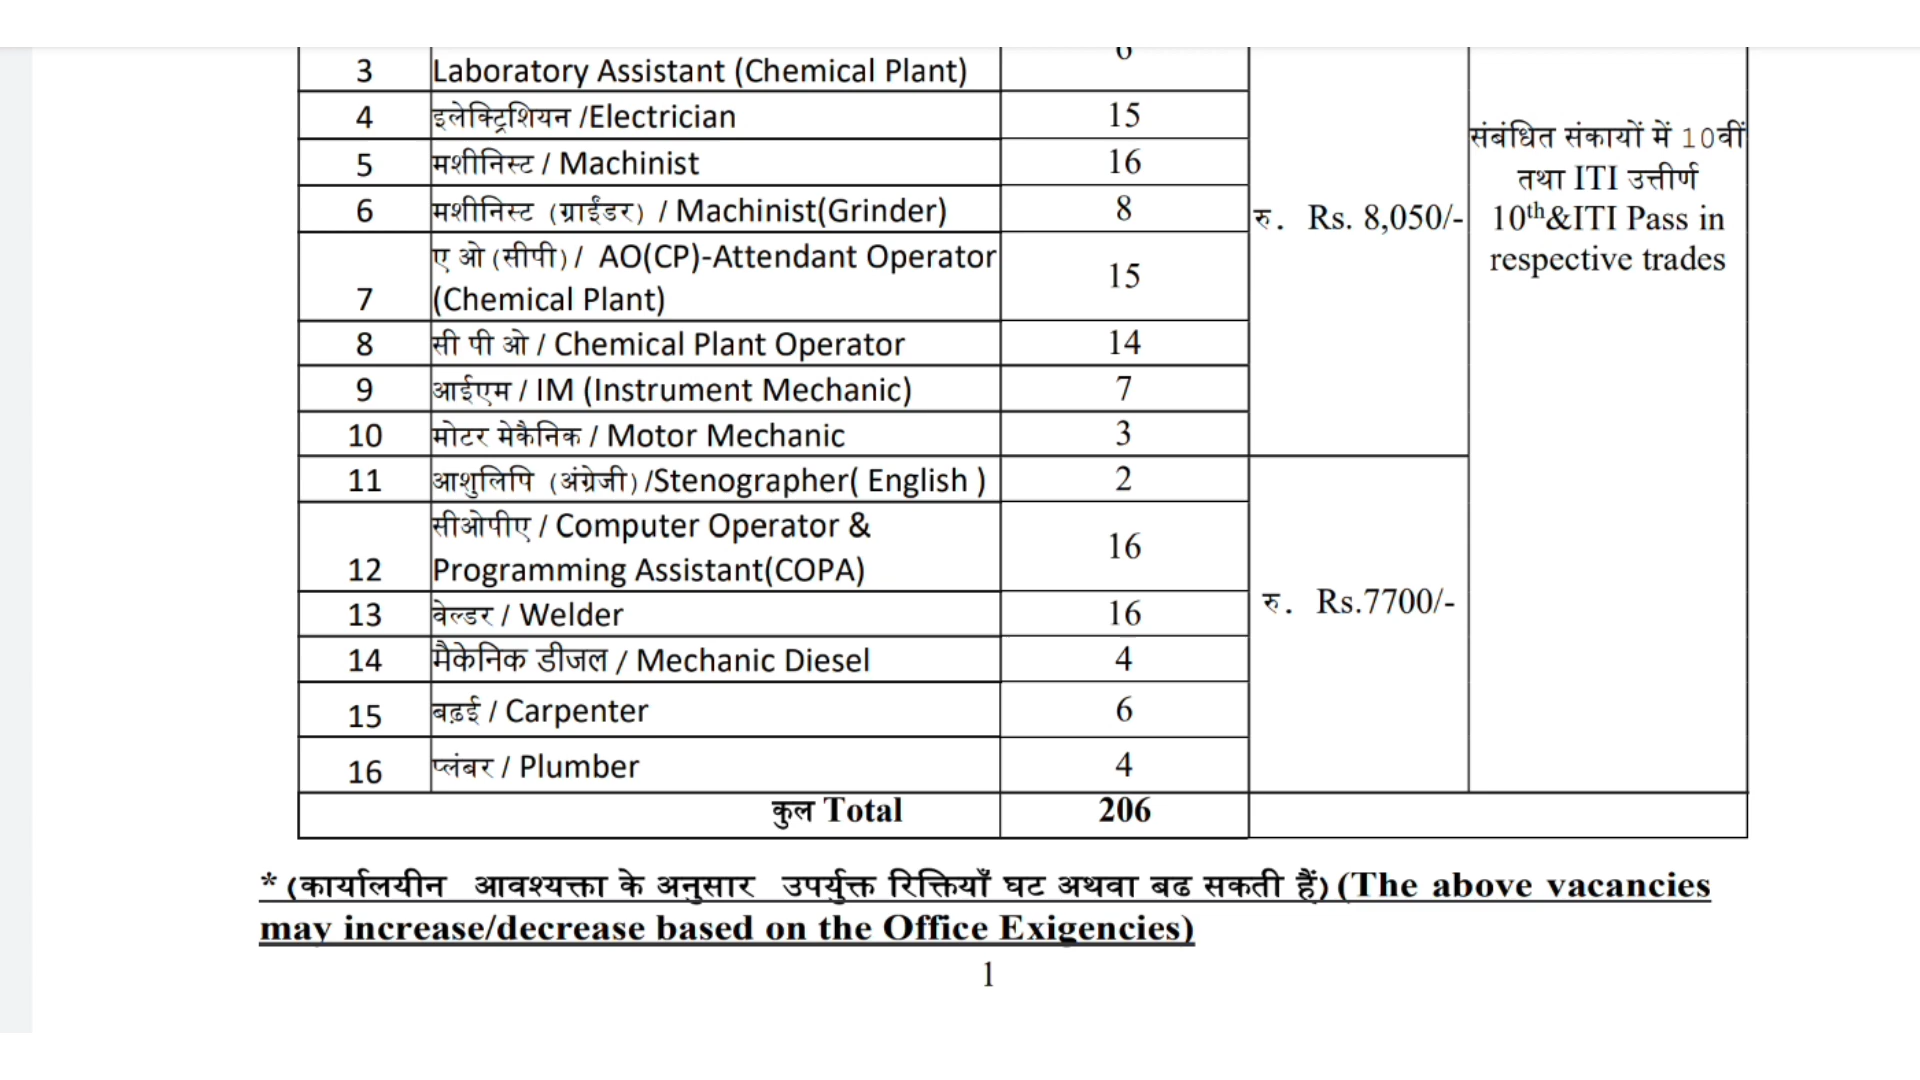 3 Laboratory Assistant (Chemical Plant)
4 इलेक्ट्रिशियन /Electrician 15
5 मशीनिस्ट / Machinist 16
6 मशीनिस्ट (ग्राईंडर) / Machinist(Grinder) 8
ए ओ (सीपी) / AO(CP)-Attendant Operator
7 (Chemical Plant) 15
8 सी पी ओ / Chemical Plant Operator 14
9 आईएम / IM (Instrument Mechanic) 7
10 मोटर मेकैनिक / Motor Mechanic 3
रु. Rs. 8,050/-
संबंधित संकायों में 10वीं
तथा ITI उत्तीर्ण
10th&ITI Pass in
respective trades
11 आशुलिपि (अंग्रेजी) /Stenographer( English ) 2
सीओपीए / Computer Operator &
12 Programming Assistant(COPA) 16
13 वेल्डर / Welder 16
14 मैकेनिक डीजल / Mechanic Diesel 4
15 बढ़ई / Carpenter 6
16 प्लंबर / Plumber 4
रु. Rs.7700/-
कुल Total 206
* (कार्यालयीन आवश्यक्ता के अनुसार उपर्युक्त रिक्तियाँ घट अथवा बढ सकती हैं) (The above vacancies
may increase/decrease based on the Office Exigencies)
1